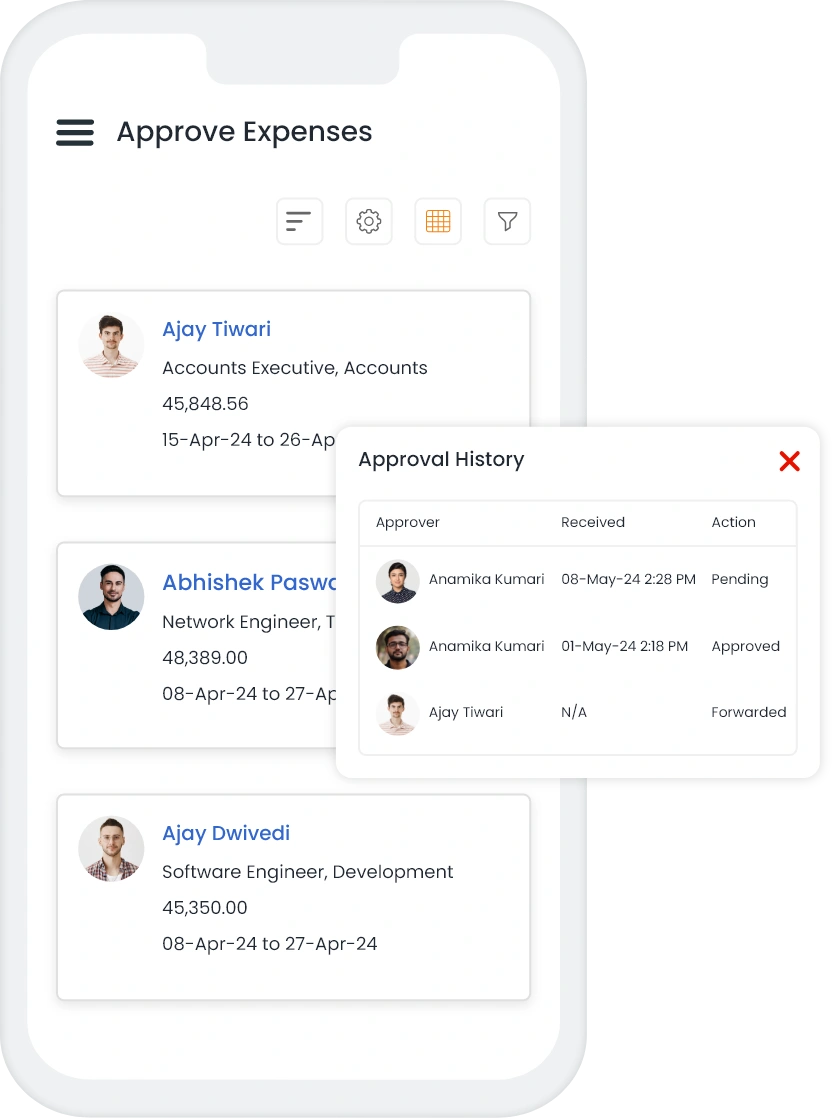 Approve Expenses
Ajay Tiwari
Accounts Executive, Accounts
45,848.56
15-Apr-24 to 26-Ap
Abhishek Paswa
Network Engineer, T
48,389.00
08-Apr-24 to 27-Ap
Approval History
Approver Received Action
Anamika Kumari 08-May-24 2:28 PM Pending
Anamika Kumari 01-May-24 2:18 PM Approved
Ajay Tiwari N/A Forwarded
Ajay Dwivedi
Software Engineer, Development
45,350.00
08-Apr-24 to 27-Apr-24